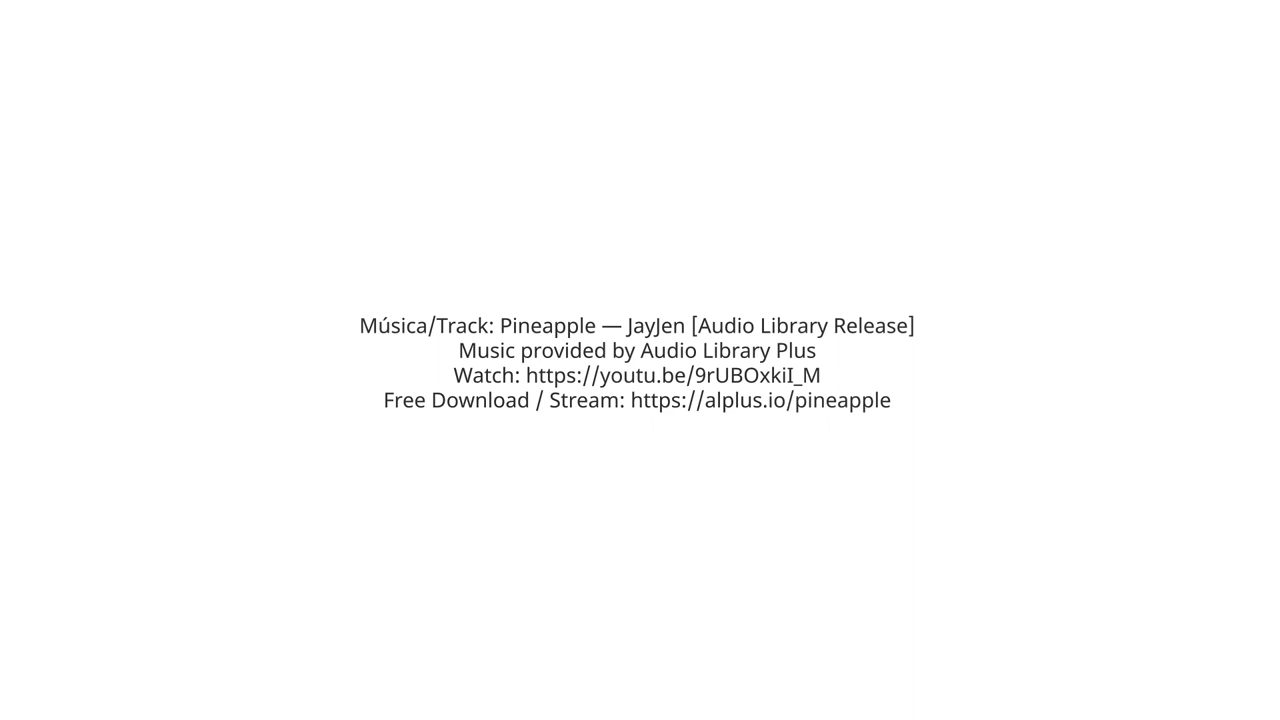 Música/Track: Pineapple — JayJen [Audio Library Release]
Music provided by Audio Library Plus
Watch: https://youtu.be/9rUBOxkiI_M
Free Download / Stream: https://alplus.io/pineapple